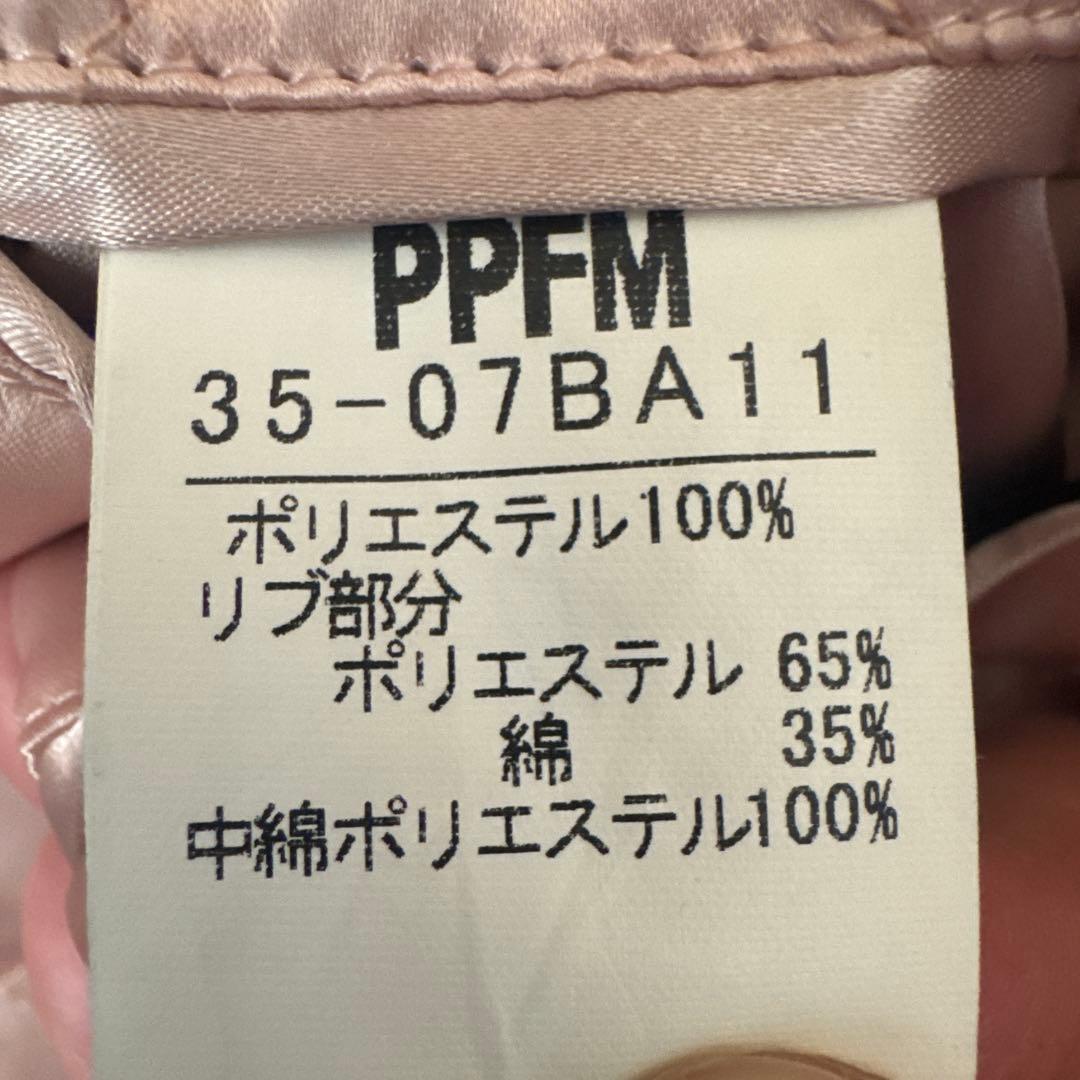 PPFM
35-07BA11
ポリエステル100%
リブ部分
ポリエステル 65%
綿 35%
中綿ポリエステル100%